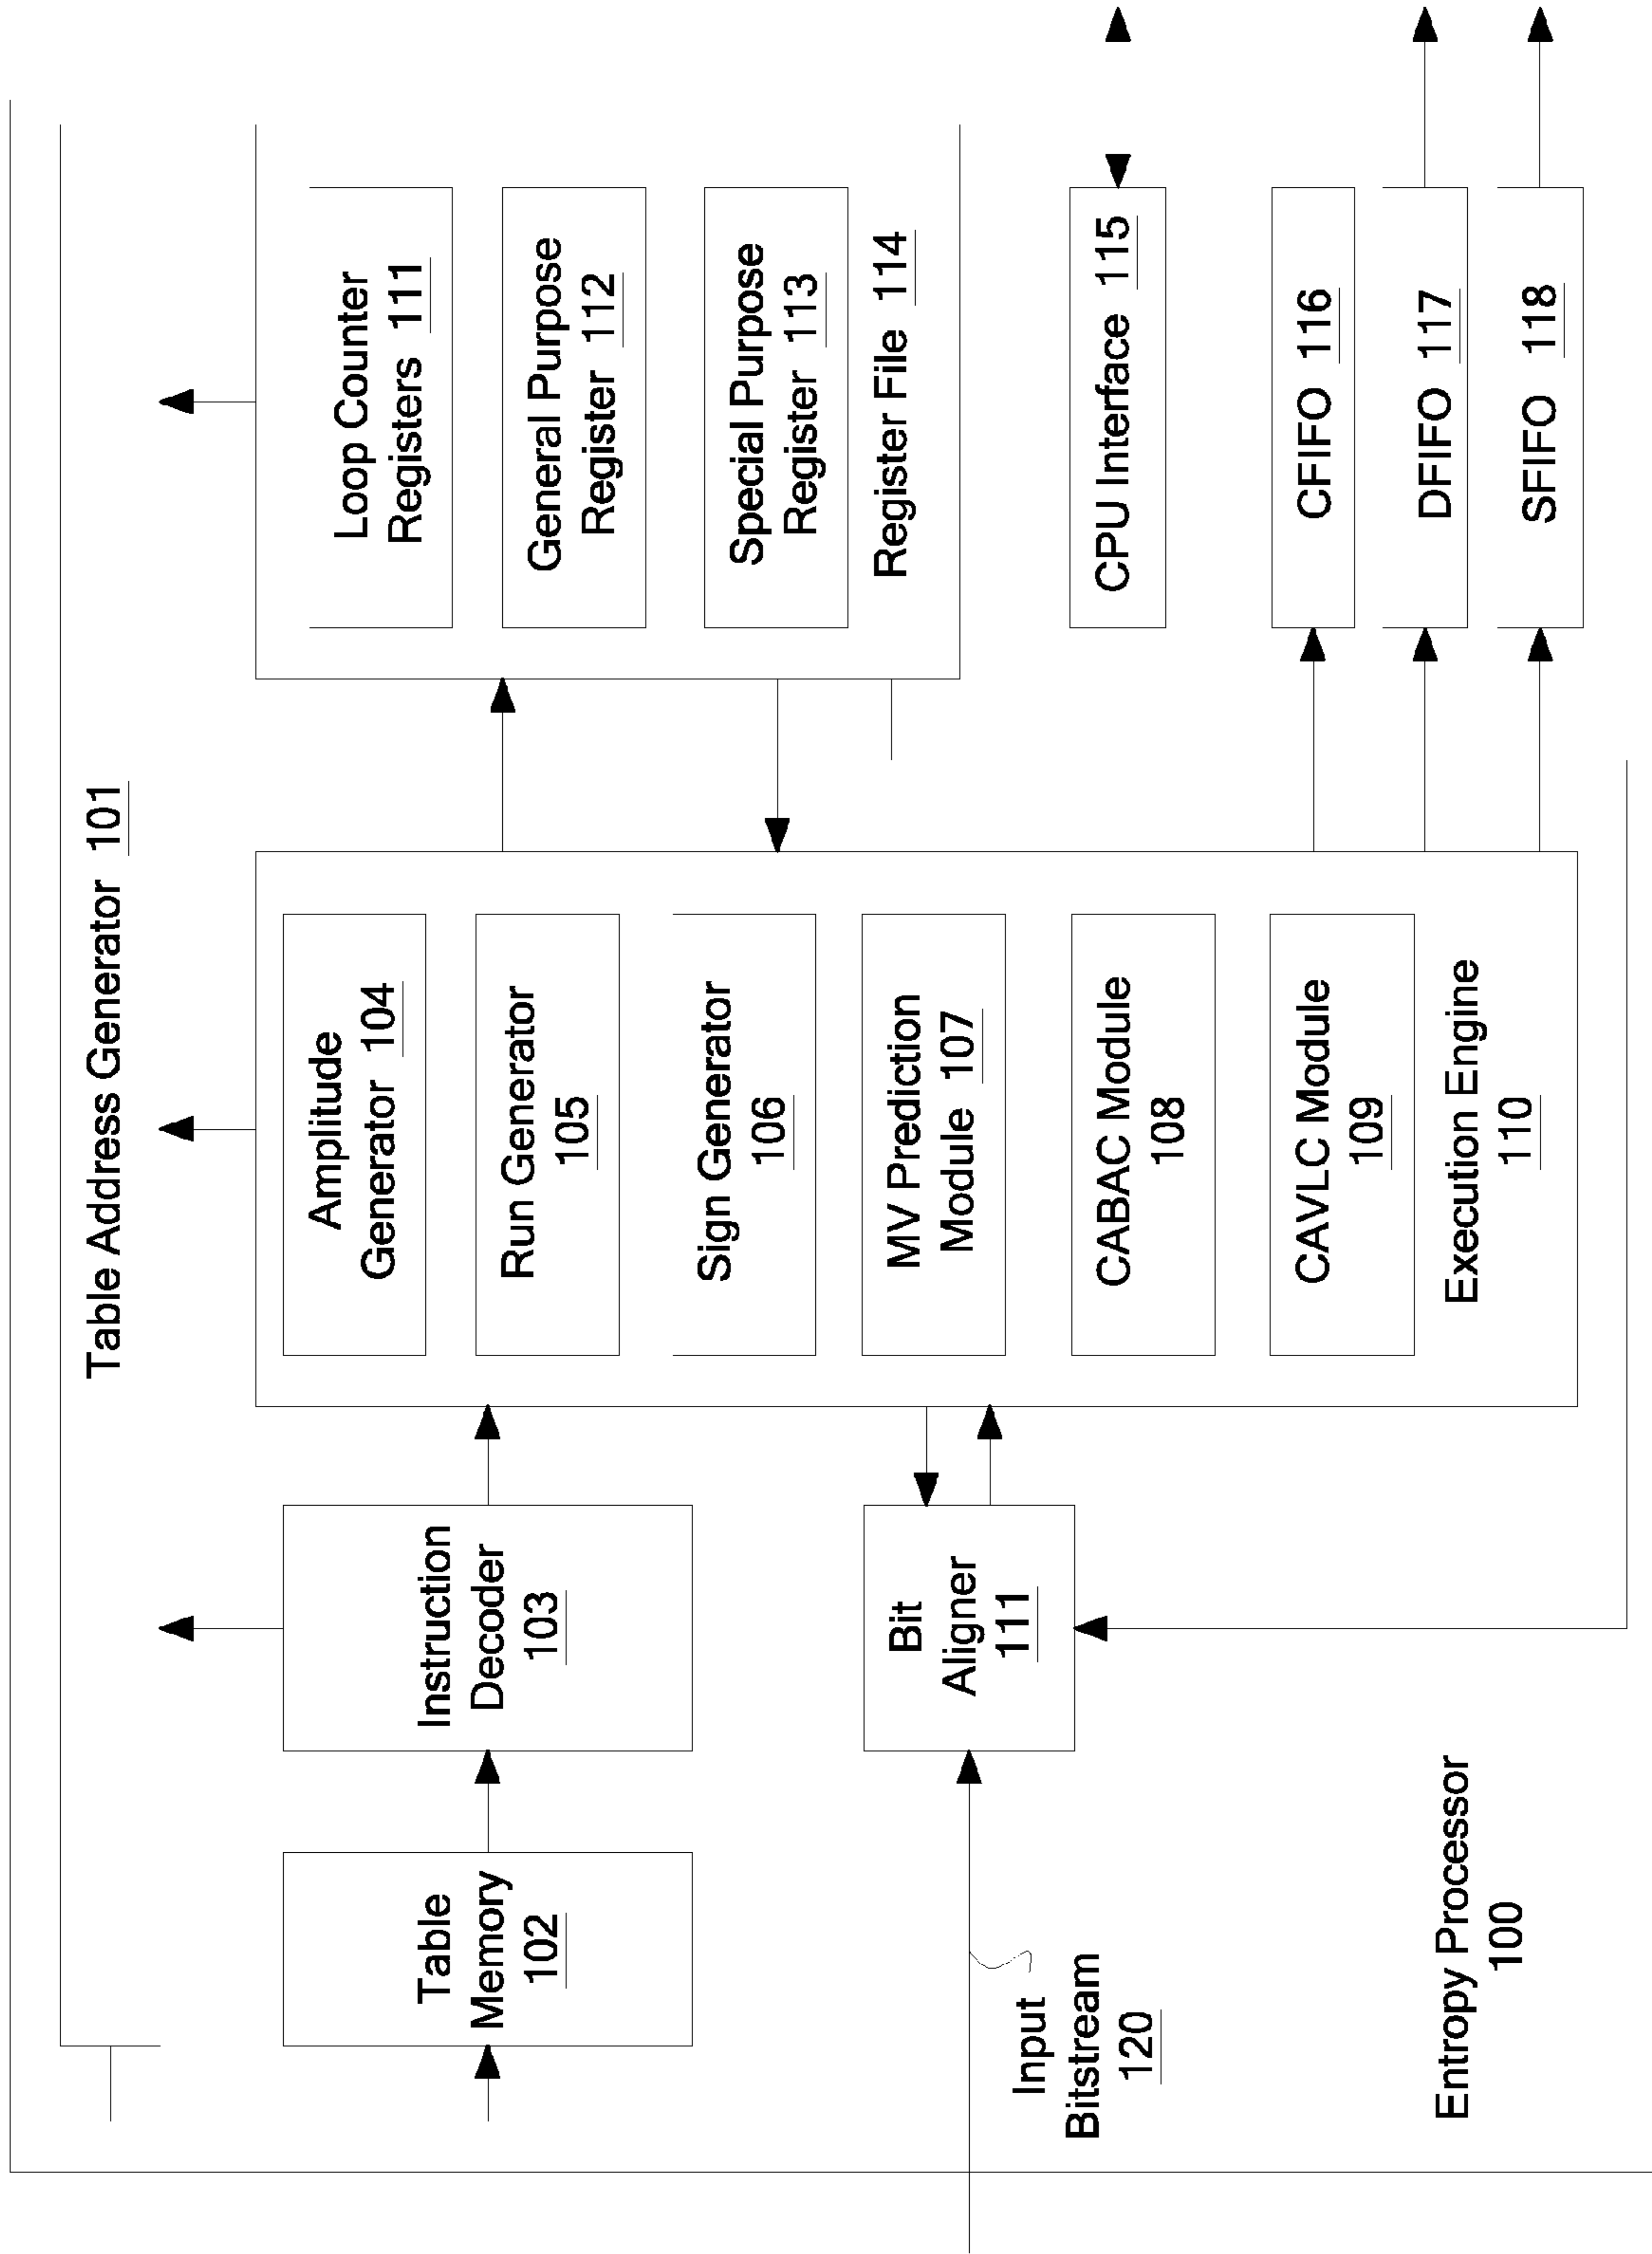 Table Address Generator 101
Table
Memory
102
Instruction
Decoder
103
Amplitude
Generator 104
Run Generator
105
Sign Generator
106
MV Prediction
Module 107
CABAC Module
108
CAVLC Module
109
Execution Engine
110
Loop Counter
Registers 111
General Purpose
Register 112
Special Purpose
Register 113
Register File 114
Bit
Aligner
111
Input
Bitstream
120
CPU Interface 115
CFIFO 116
DFIFO 117
SFIFO 118
Entropy Processor
100